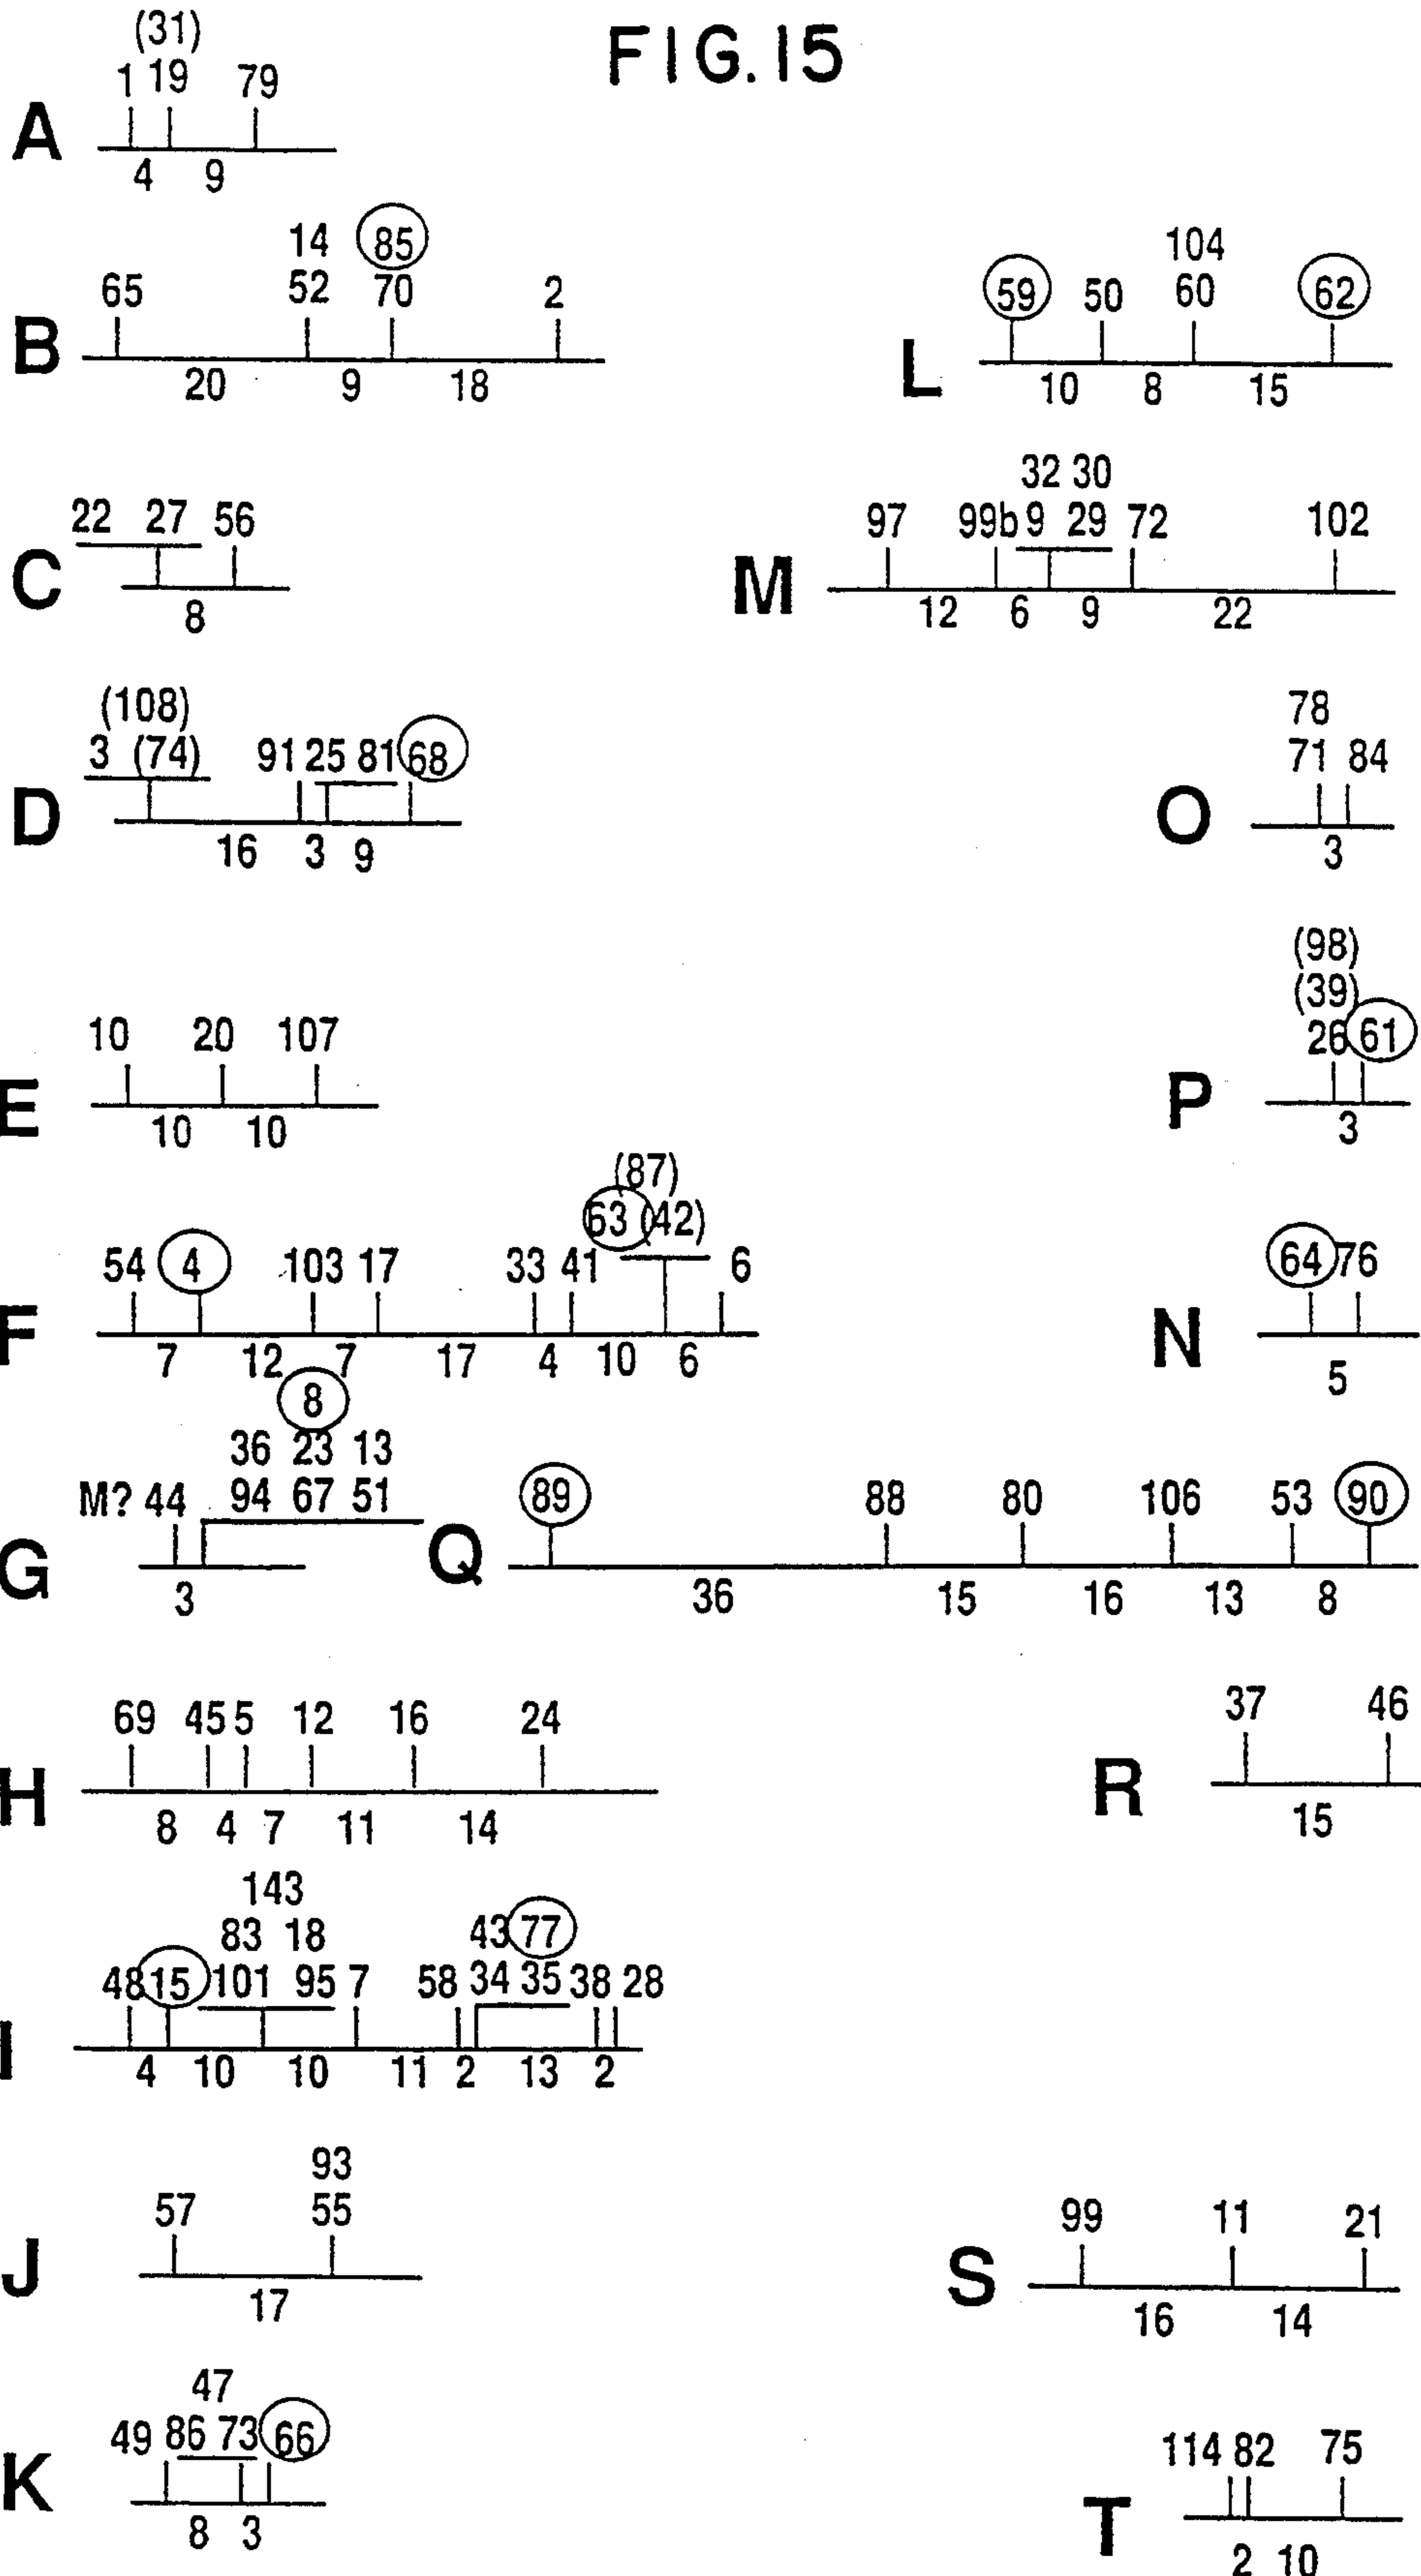 FIG. 15
(31)
1 19 79
A
4 9
14 85
65 52 70 2
B
20 9 18
104
59 50 60 62
L
10 8 15
22 27 56
C
8
32 30
97 99b 9 29 72 102
M
12 6 9 22
(108)
3 (74) 91 25 81 68
D
16 3 9
78
71 84
O
3
(98)
(39)
26 61
P
3
10 20 107
E
10 10
(87)
63 (42)
54 4 103 17 33 41 6
F
7 12 7 17 4 10 6
64 76
N
5
8
36 23 13
M? 44 94 67 51
G
3
89 88 80 106 53 90
Q
36 15 16 13 8
69 45 5 12 16 24
H
8 4 7 11 14
37 46
R
15
143
83 18 43 77
48 15 101 95 7 58 34 35 38 28
I
4 10 10 11 2 13 2
93
57 55
J
17
99 11 21
S
16 14
47
49 86 73 66
K
8 3
114 82 75
T
2 10